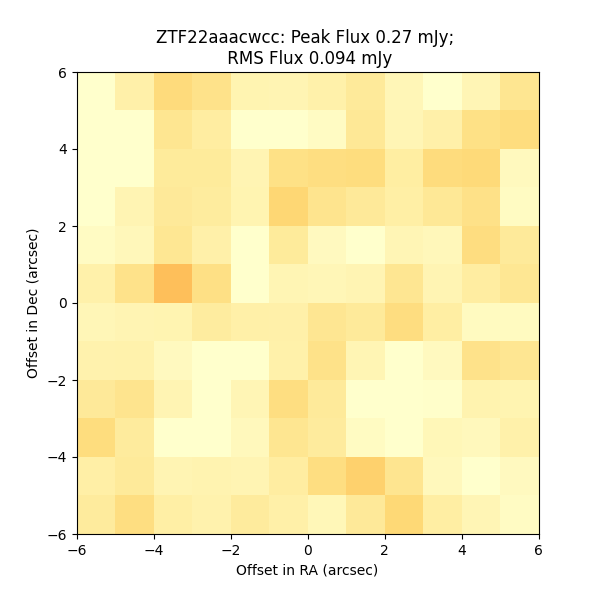 ZTF22aaacwcc: Peak Flux 0.27 mJy;
RMS Flux 0.094 mJy
6
4
2
0
−2
−4
−6
Offset in Dec (arcsec)
−6 −4 −2 0 2 4 6
Offset in RA (arcsec)